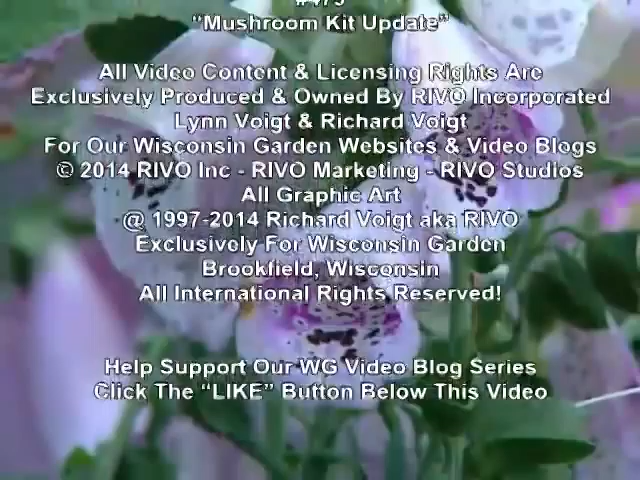 #475
“Mushroom Kit Update”
All Video Content & Licensing Rights Are
Exclusively Produced & Owned By RIVO Incorporated
Lynn Voigt & Richard Voigt
For Our Wisconsin Garden Websites & Video Blogs
© 2014 RIVO Inc - RIVO Marketing - RIVO Studios
All Graphic Art
@ 1997-2014 Richard Voigt aka RIVO
Exclusively For Wisconsin Garden
Brookfield, Wisconsin
All International Rights Reserved!
Help Support Our WG Video Blog Series
Click The “LIKE” Button Below This Video